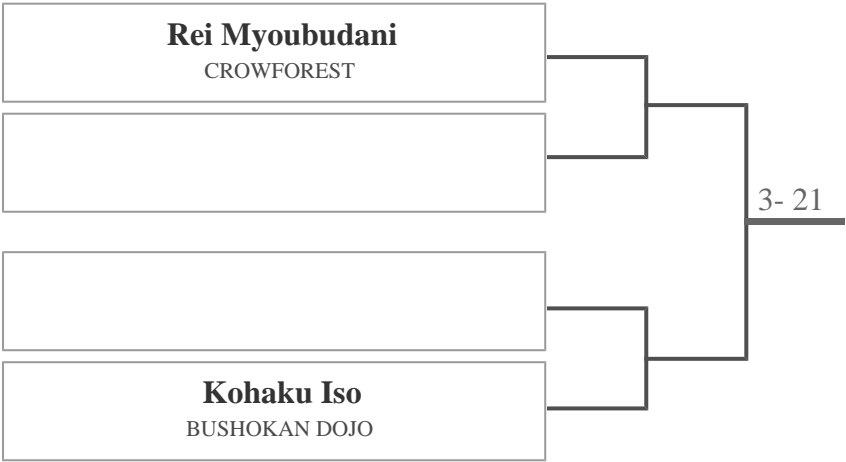 Rei Myoubudani
CROWFOREST
3- 21
Kohaku Iso
BUSHOKAN DOJO